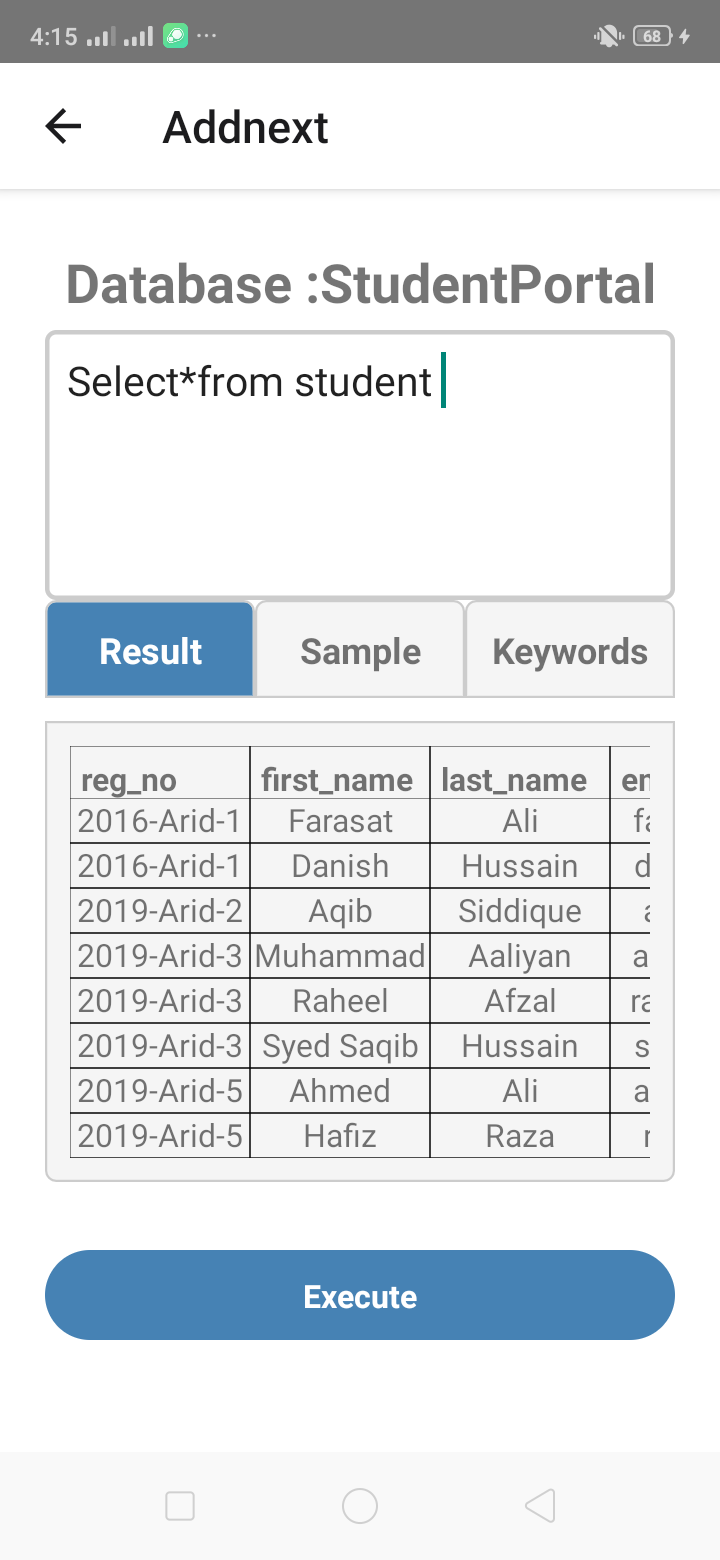 4:15 ... 68
Addnext
Database :StudentPortal
Select*from student
Result Sample Keywords
reg_no first_name last_name en
2016-Arid-1 Farasat Ali fa
2016-Arid-1 Danish Hussain d
2019-Arid-2 Aqib Siddique a
2019-Arid-3 Muhammad Aaliyan a
2019-Arid-3 Raheel Afzal ra
2019-Arid-3 Syed Saqib Hussain s
2019-Arid-5 Ahmed Ali a
2019-Arid-5 Hafiz Raza r
Execute